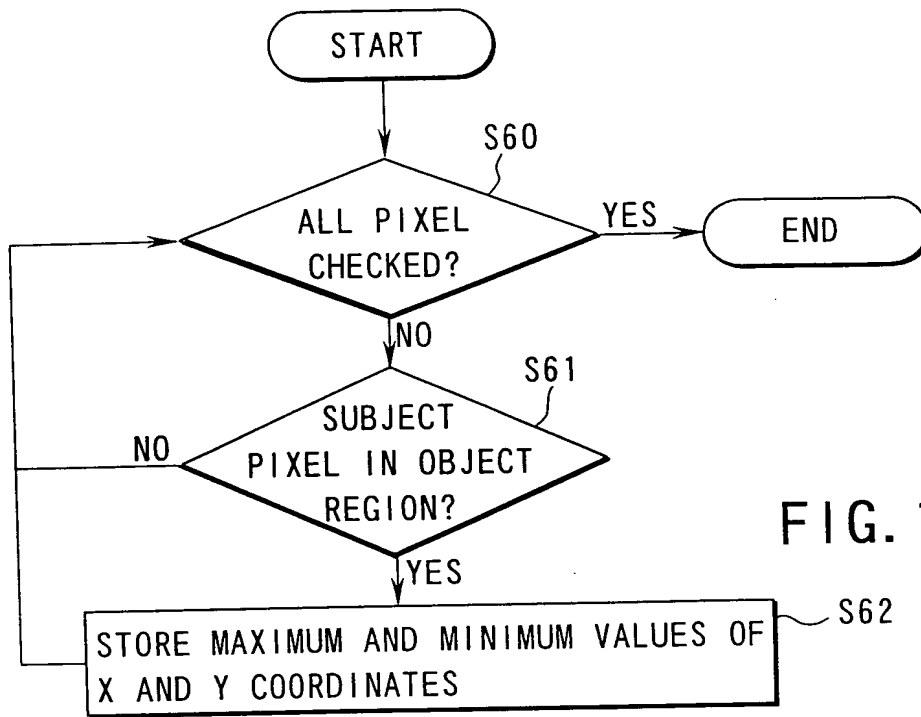 START
S60
ALL PIXEL
CHECKED?
YES
END
NO
S61
SUBJECT
PIXEL IN OBJECT
REGION?
NO
FIG.
YES
S62
STORE MAXIMUM AND MINIMUM VALUES OF
X AND Y COORDINATES